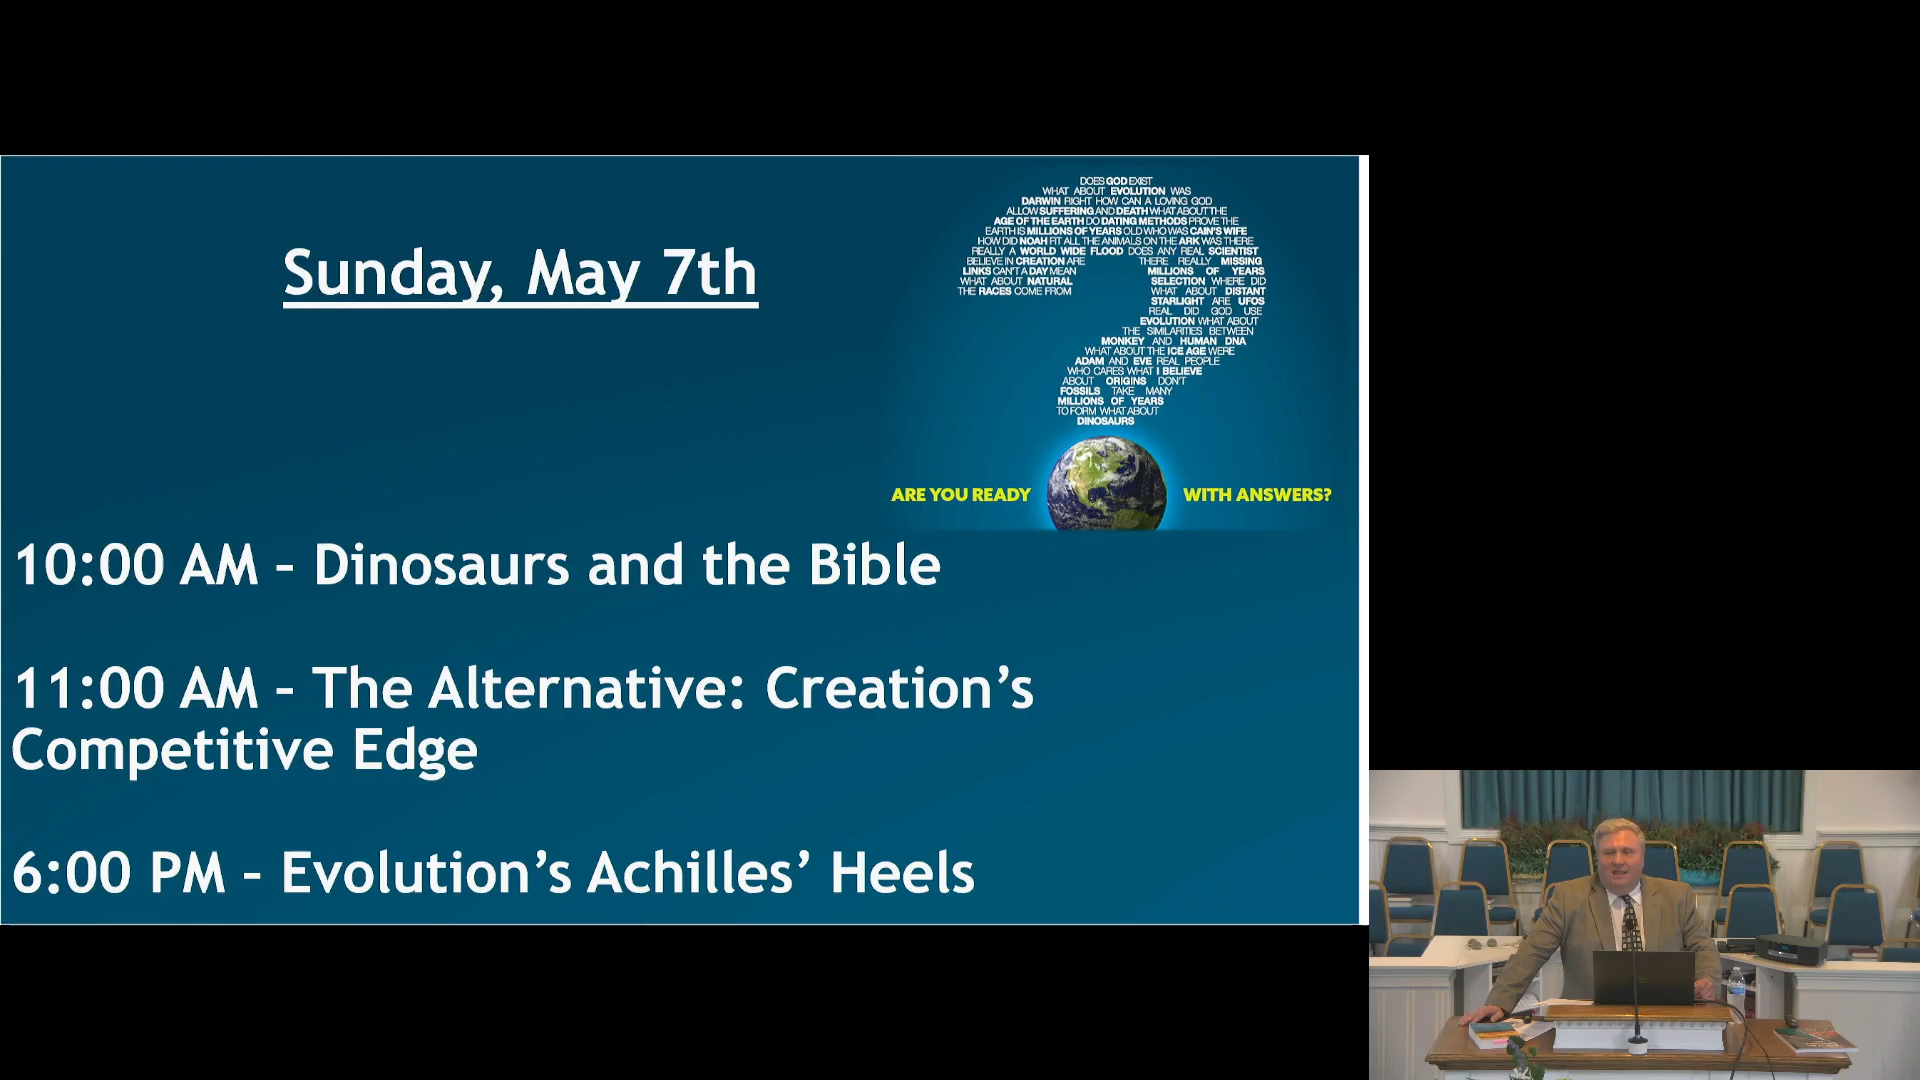 Sunday, May 7th
DOES GOD EXIST
WHAT ABOUT EVOLUTION WAS
DARWIN RIGHT HOW CAN A LOVING GOD
ALLOW SUFFERING AND DEATH WHAT ABOUT THE
AGE OF THE EARTH DO DATING METHODS PROVE THE
EARTH IS MILLIONS OF YEARS OLD WHO WAS CAIN'S WIFE
HOW DID NOAH FIT ALL THE ANIMALS ON THE ARK WAS THERE
REALLY A WORLD WIDE FLOOD DOES ANY REAL SCIENTIST
BELIEVE IN CREATION ARE THERE REALLY MISSING
LINKS CAN'T A DAY MEAN MILLIONS OF YEARS
WHAT ABOUT NATURAL SELECTION WHERE DID
THE RACES COME FROM WHAT ABOUT DISTANT
STARLIGHT ARE UFOS
REAL DID GOD USE
EVOLUTION WHAT ABOUT
THE SIMILARITIES BETWEEN
MONKEY AND HUMAN DNA
WHAT ABOUT THE ICE AGE WERE
ADAM AND EVE REAL PEOPLE
WHO CARES WHAT I BELIEVE
ABOUT ORIGINS DON'T
FOSSILS TAKE MANY
MILLIONS OF YEARS
TO FORM WHAT ABOUT
DINOSAURS
ARE YOU READY WITH ANSWERS?
10:00 AM – Dinosaurs and the Bible
11:00 AM – The Alternative: Creation's
Competitive Edge
6:00 PM – Evolution's Achilles' Heels